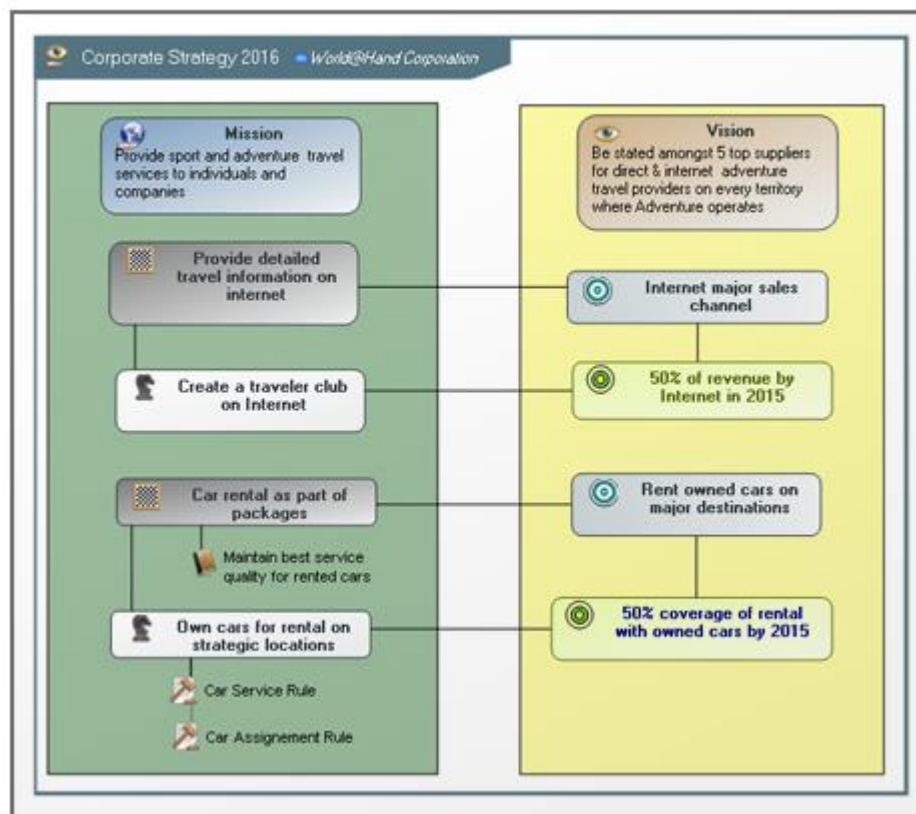 Corporate Strategy 2016 World@Hand Corporation
Mission
Provide sport and adventure travel
services to individuals and
companies
Vision
Be stated amongst 5 top suppliers
for direct & internet adventure
travel providers on every territory
where Adventure operates
Provide detailed
travel information on
internet
Internet major sales
channel
Create a traveler club
on Internet
50% of revenue by
Internet in 2015
Car rental as part of
packages
Rent owned cars on
major destinations
Maintain best service
quality for rented cars
Own cars for rental on
strategic locations
50% coverage of rental
with owned cars by 2015
Car Service Rule
Car Assignement Rule